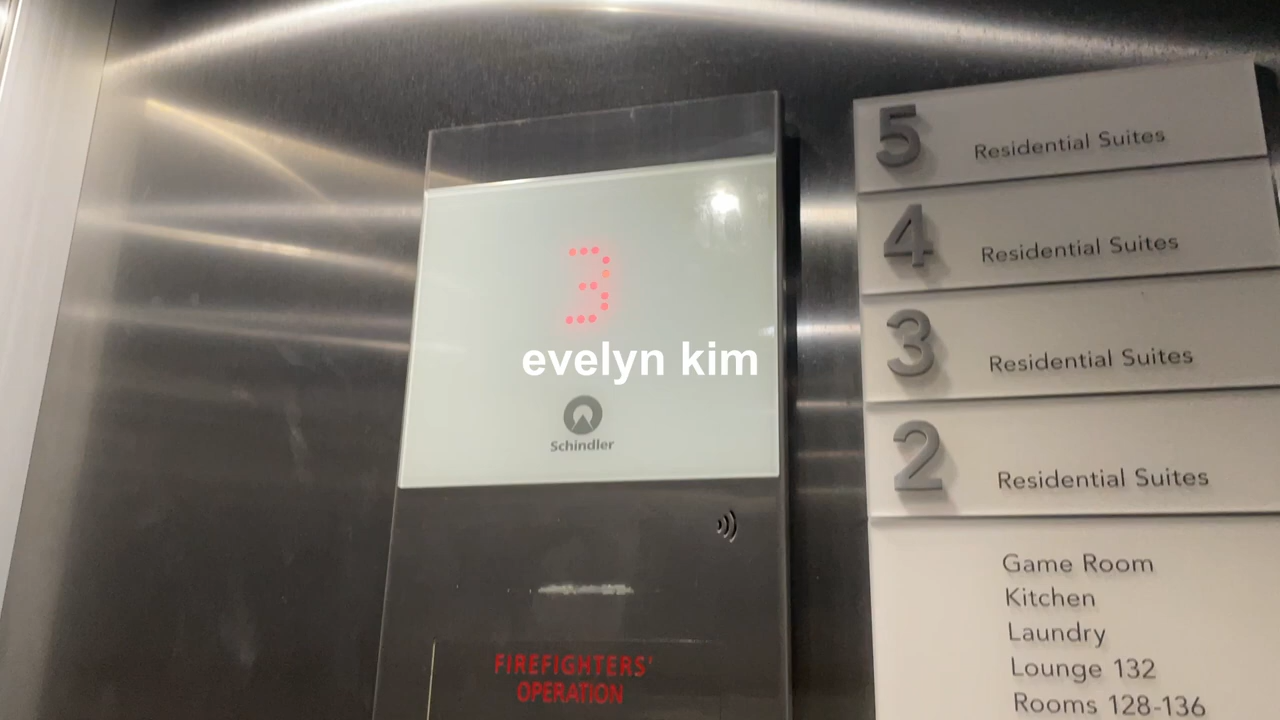 3
evelyn kim
Schindler
FIREFIGHTERS'
OPERATION
5 Residential Suites
4 Residential Suites
3 Residential Suites
2 Residential Suites
Game Room
Kitchen
Laundry
Lounge 132
Rooms 128-136